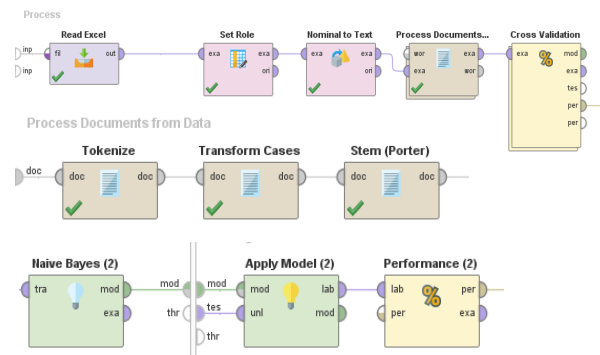 Process
Read Excel Set Role Nominal to Text Process Documents... Cross Validation
inp fil out exa exa exa exa wor exa exa mod
inp ori ori exa wor exa
tes
per
per
Process Documents from Data
Tokenize Transform Cases Stem (Porter)
doc doc doc doc doc doc doc
Naive Bayes (2) Apply Model (2) Performance (2)
tra mod mod mod mod lab lab per
exa thr tes unl mod per exa
thr